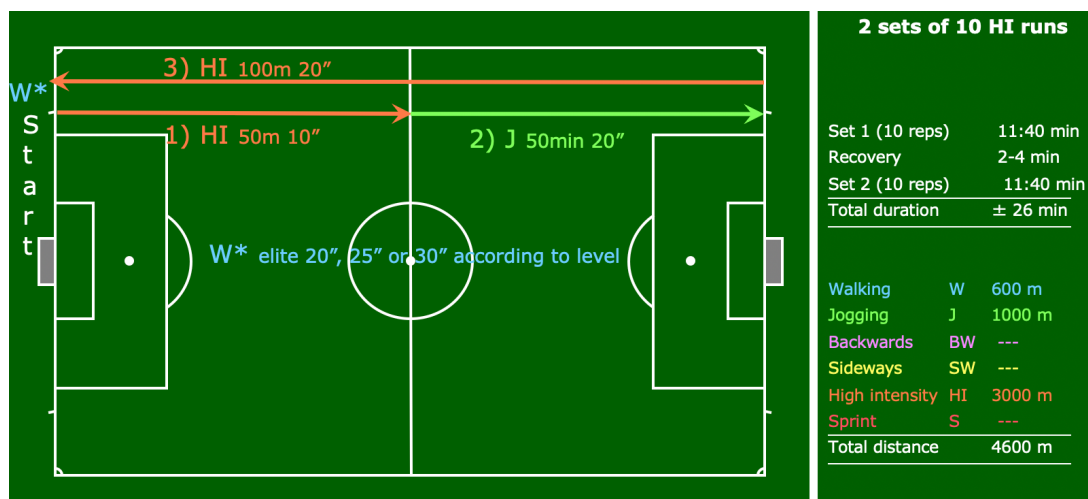 3) HI 100m 20”
W*
Start
1) HI 50m 10”
2) J 50min 20”
W* elite 20”, 25” or 30” according to level
2 sets of 10 HI runs
Set 1 (10 reps) 11:40 min
Recovery 2-4 min
Set 2 (10 reps) 11:40 min
Total duration ± 26 min
Walking W 600 m
Jogging J 1000 m
Backwards BW ---
Sideways SW ---
High intensity HI 3000 m
Sprint S ---
Total distance 4600 m